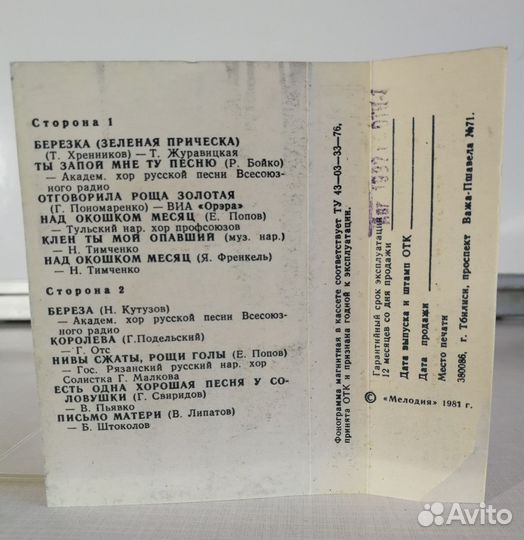 Сторона 1
БЕРЕЗКА (ЗЕЛЕНАЯ ПРИЧЕСКА)
(Т. Хренников) — Т. Журавицкая
ТЫ ЗАПОЙ МНЕ ТУ ПЕСНЮ (Р. Бойко)
— Академ. хор русской песни Всесоюз-
ного радио
ОТГОВОРИЛА РОЩА ЗОЛОТАЯ
(Г. Пономаренко) — ВИА «Орэра»
НАД ОКОШКОМ МЕСЯЦ (Е. Попов)
— Тульский нар. хор профсоюзов
КЛЕН ТЫ МОЙ ОПАВШИЙ (муз. нар.)
— Н. Тимченко
НАД ОКОШКОМ МЕСЯЦ (Я. Френкель)
— Н. Тимченко
Сторона 2
БЕРЕЗА (Н. Кутузов)
— Академ. хор русской песни Всесоюз-
ного радио
КОРОЛЕВА (Г.Подельский)
— Г. Отс
НИВЫ СЖАТЫ, РОЩИ ГОЛЫ (Е. Попов)
— Гос. Рязанский русский нар. хор
Солистка Г. Малкова
ЕСТЬ ОДНА ХОРОШАЯ ПЕСНЯ У СО-
ЛОВУШКИ (Г. Свиридов)
— В. Пьявко
ПИСЬМО МАТЕРИ (В. Липатов)
— Б. Штоколов
Фонограмма магнитная в кассете соответствует ТУ 43—03—33—76,
принята ОТК и признана годной к эксплуатации.
Гарантийный срок эксплуатации
12 месяцев со дня продажи
Дата выпуска и штамп ОТК
Дата продажи
Место печати
380086, г. Тбилиси, проспект Важа-Пшавела №71.
© «Мелодия» 1981 г.
Avito